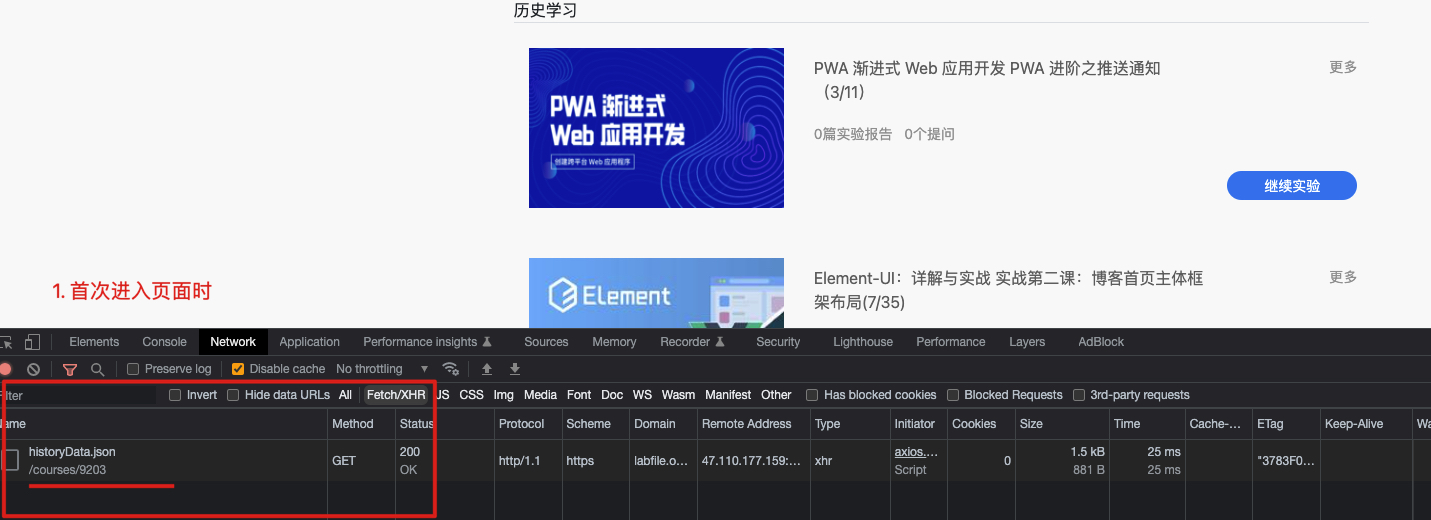 历史学习
PWA 渐进式
Web 应用开发
创建跨平台 Web 应用程序
PWA 渐进式 Web 应用开发 PWA 进阶之推送通知
（3/11）
更多
0篇实验报告 0个提问
继续实验
Element
Element-UI：详解与实战 实战第二课：博客首页主体框
架布局(7/35)
更多
1. 首次进入页面时
Elements Console Network Application Performance insights Sources Memory Recorder Security Lighthouse Performance Layers AdBlock
Preserve log Disable cache No throttling
ilter Invert Hide data URLs All Fetch/XHR JS CSS Img Media Font Doc WS Wasm Manifest Other Has blocked cookies Blocked Requests 3rd-party requests
ame Method Status Protocol Scheme Domain Remote Address Type Initiator Cookies Size Time Cache-... ETag Keep-Alive Wa
historyData.json GET 200 http/1.1 https labfile.o... 47.110.177.159:... xhr axios.... 0 1.5 kB 25 ms "3783F0...
/courses/9203 OK Script 881 B 25 ms